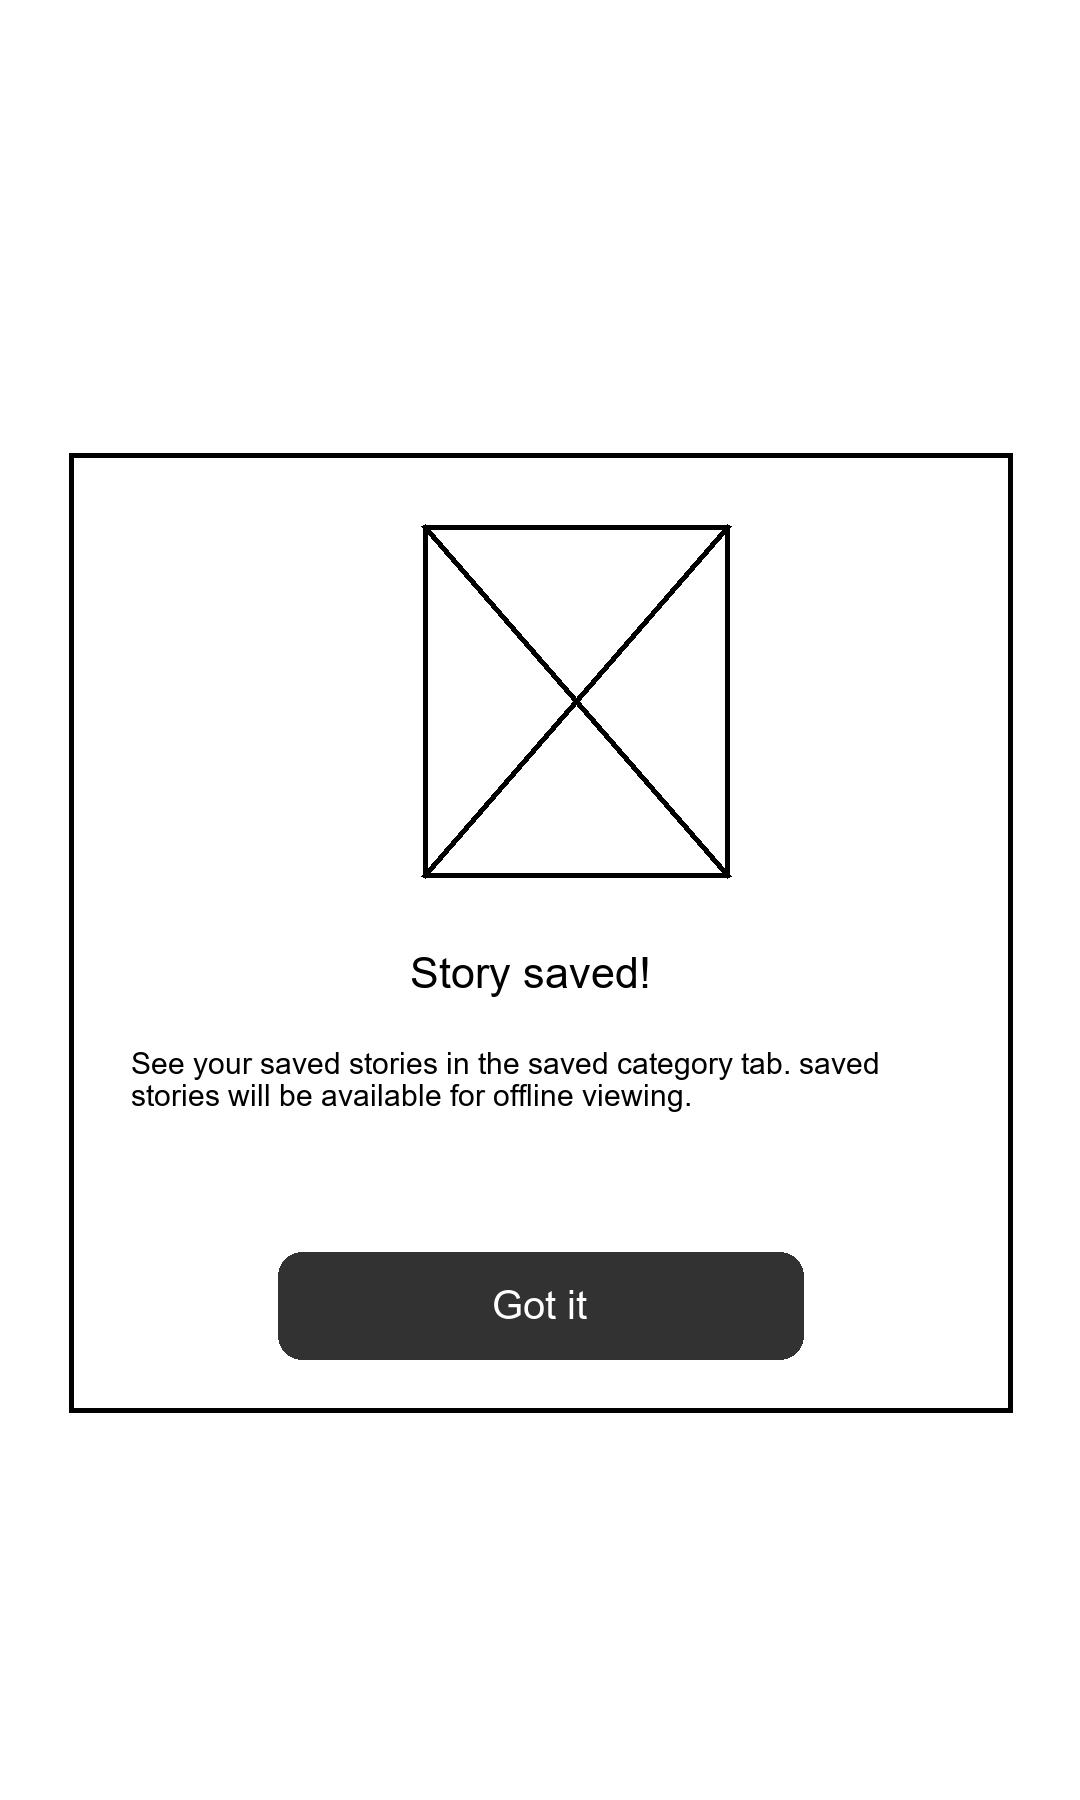 Story saved!
See your saved stories in the saved category tab. saved
stories will be available for offline viewing.
Got it